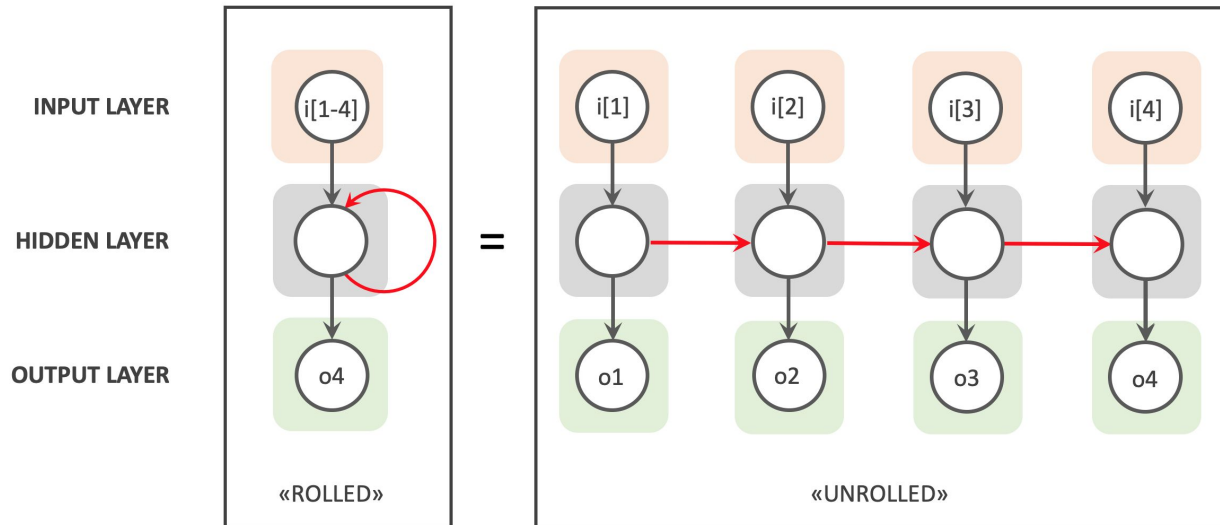 INPUT LAYER
i[1-4]
i[1]
i[2]
i[3]
i[4]
HIDDEN LAYER
=
OUTPUT LAYER
o4
o1
o2
o3
o4
«ROLLED»
«UNROLLED»